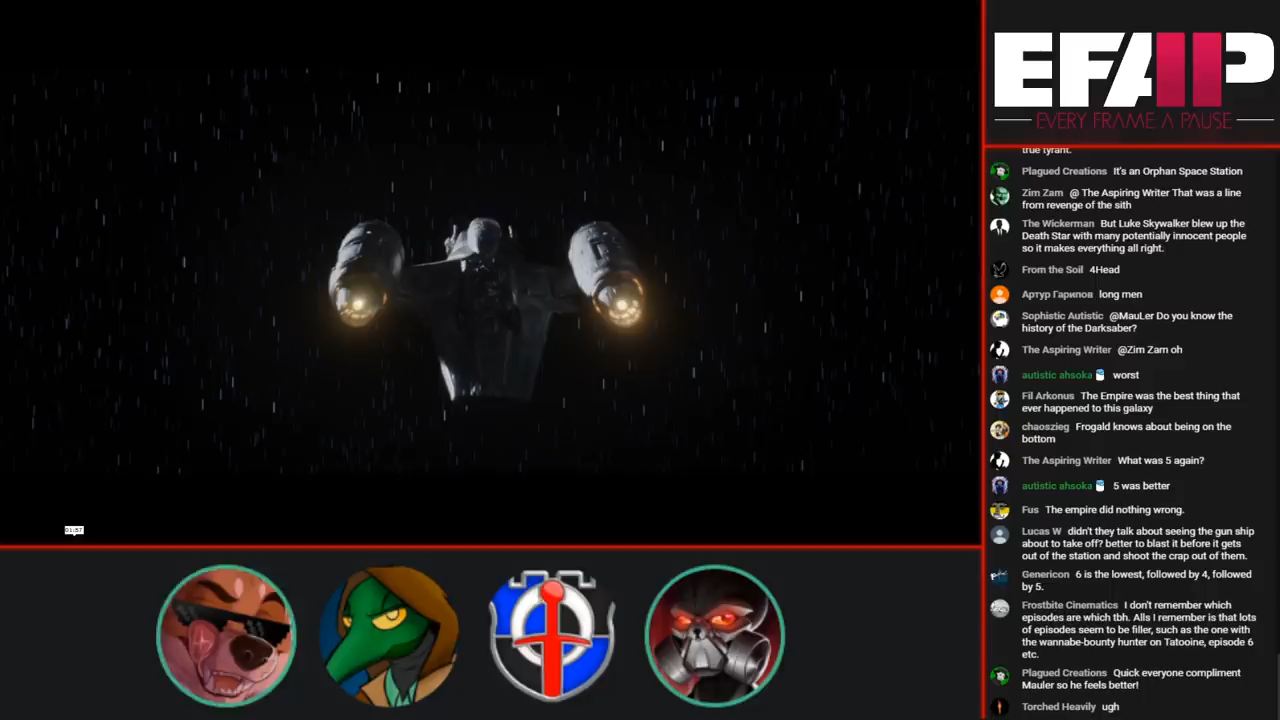 EFAP
EVERY FRAME A PAUSE
true tyrant.
Plagued Creations It's an Orphan Space Station
Zim Zam @ The Aspiring Writer That was a line
from revenge of the sith
The Wickerman But Luke Skywalker blew up the
Death Star with many potentially innocent people
so it makes everything all right.
From the Soil 4Head
Артур Гарипов long men
Sophistic Autistic @MauLer Do you know the
history of the Darksaber?
The Aspiring Writer @Zim Zam oh
autistic ahsoka worst
Fil Arkonus The Empire was the best thing that
ever happened to this galaxy
chaoszieg Frogald knows about being on the
bottom
The Aspiring Writer What was 5 again?
autistic ahsoka 5 was better
Fus The empire did nothing wrong.
Lucas W didn't they talk about seeing the gun ship
about to take off? better to blast it before it gets
out of the station and shoot the crap out of them.
Genericon 6 is the lowest, followed by 4, followed
by 5.
Frostbite Cinematics I don't remember which
episodes are which tbh. Alls I remember is that lots
of episodes seem to be filler, such as the one with
the wannabe-bounty hunter on Tatooine, episode 6
etc.
Plagued Creations Quick everyone compliment
Mauler so he feels better!
Torched Heavily ugh
01:57